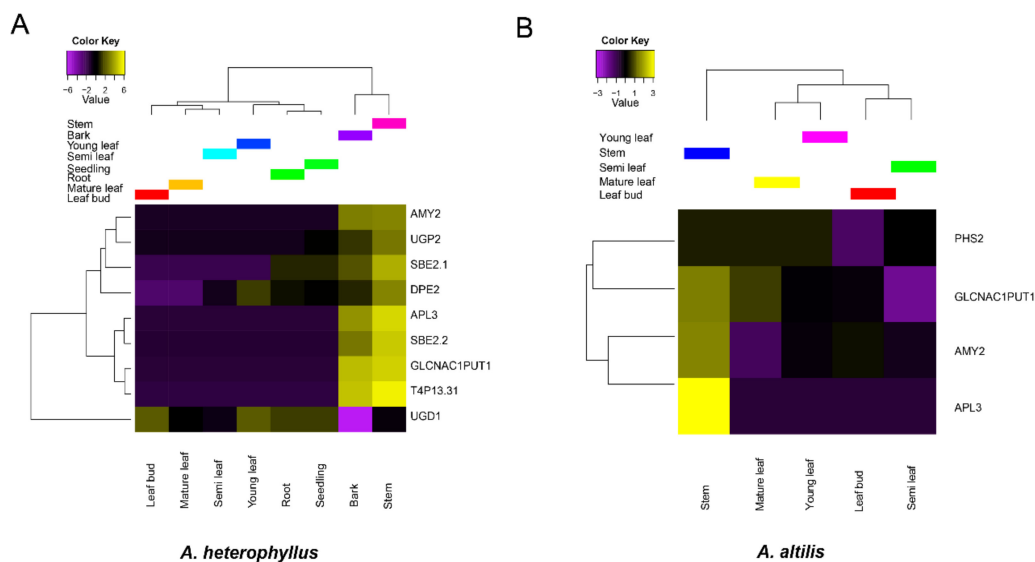 A
Color Key
−6 −2 2 6
Value
Stem
Bark
Young leaf
Semi leaf
Seedling
Root
Mature leaf
Leaf bud
AMY2
UGP2
SBE2.1
DPE2
APL3
SBE2.2
GLCNAC1PUT1
T4P13.31
UGD1
Leaf bud
Mature leaf
Semi leaf
Young leaf
Root
Seedling
Bark
Stem
A. heterophyllus
B
Color Key
−3 −1 1 3
Value
Young leaf
Stem
Semi leaf
Mature leaf
Leaf bud
PHS2
GLCNAC1PUT1
AMY2
APL3
Stem
Mature leaf
Young leaf
Leaf bud
Semi leaf
A. altilis